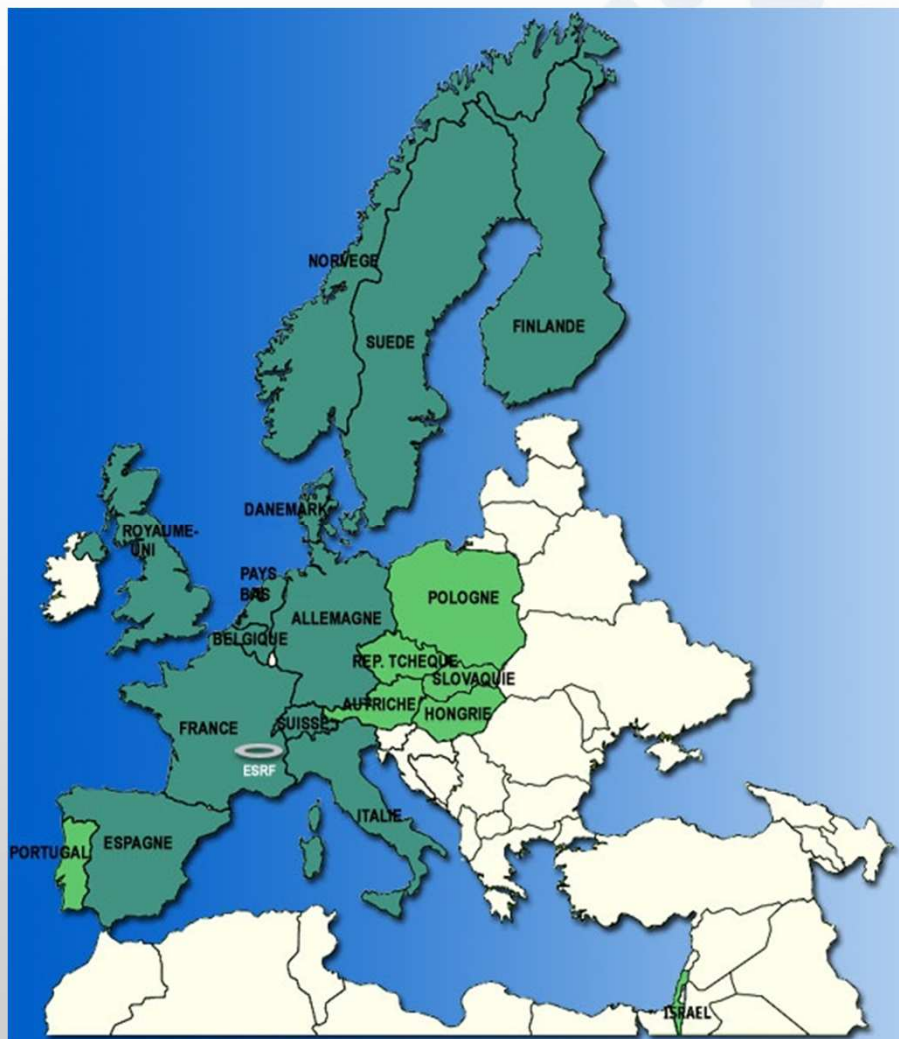 NORVEGE
FINLANDE
SUEDE
DANEMARK
ROYAUME-
UNI
PAYS
BAS
POLOGNE
ALLEMAGNE
BELGIQUE
REP. TCHEQUE
SLOVAQUIE
AUTRICHE
HONGRIE
FRANCE
SUISSE
ESRF
ITALIE
ESPAGNE
PORTUGAL
ISRAEL